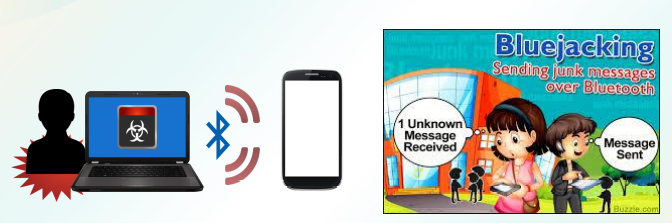 Bluejacking
Sending junk messages
over Bluetooth
1 Unknown
Message
Received
Message
Sent
Buzzle.com